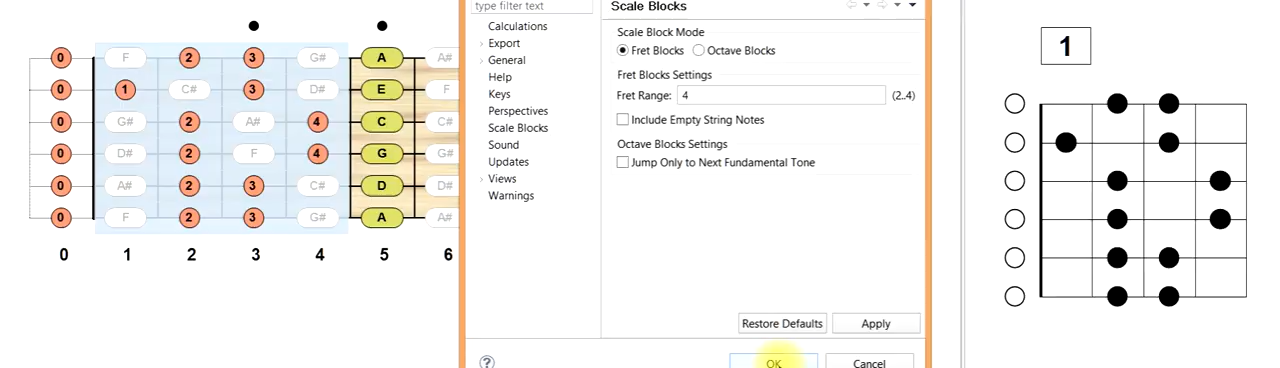 type filter text
Calculations
Export
General
Help
Keys
Perspectives
Scale Blocks
Sound
Updates
Views
Warnings
Scale Blocks
Scale Block Mode
Fret Blocks Octave Blocks
Fret Blocks Settings
Fret Range: 4 (2..4)
Include Empty String Notes
Octave Blocks Settings
Jump Only to Next Fundamental Tone
Restore Defaults Apply
OK Cancel
0 F 2 3 G# A A#
0 1 C# 3 D# E F
0 G# 2 A# 4 C C#
0 D# 2 F 4 G G#
0 A# 2 3 C# D D#
0 F 2 3 G# A A#
0 1 2 3 4 5 6
1